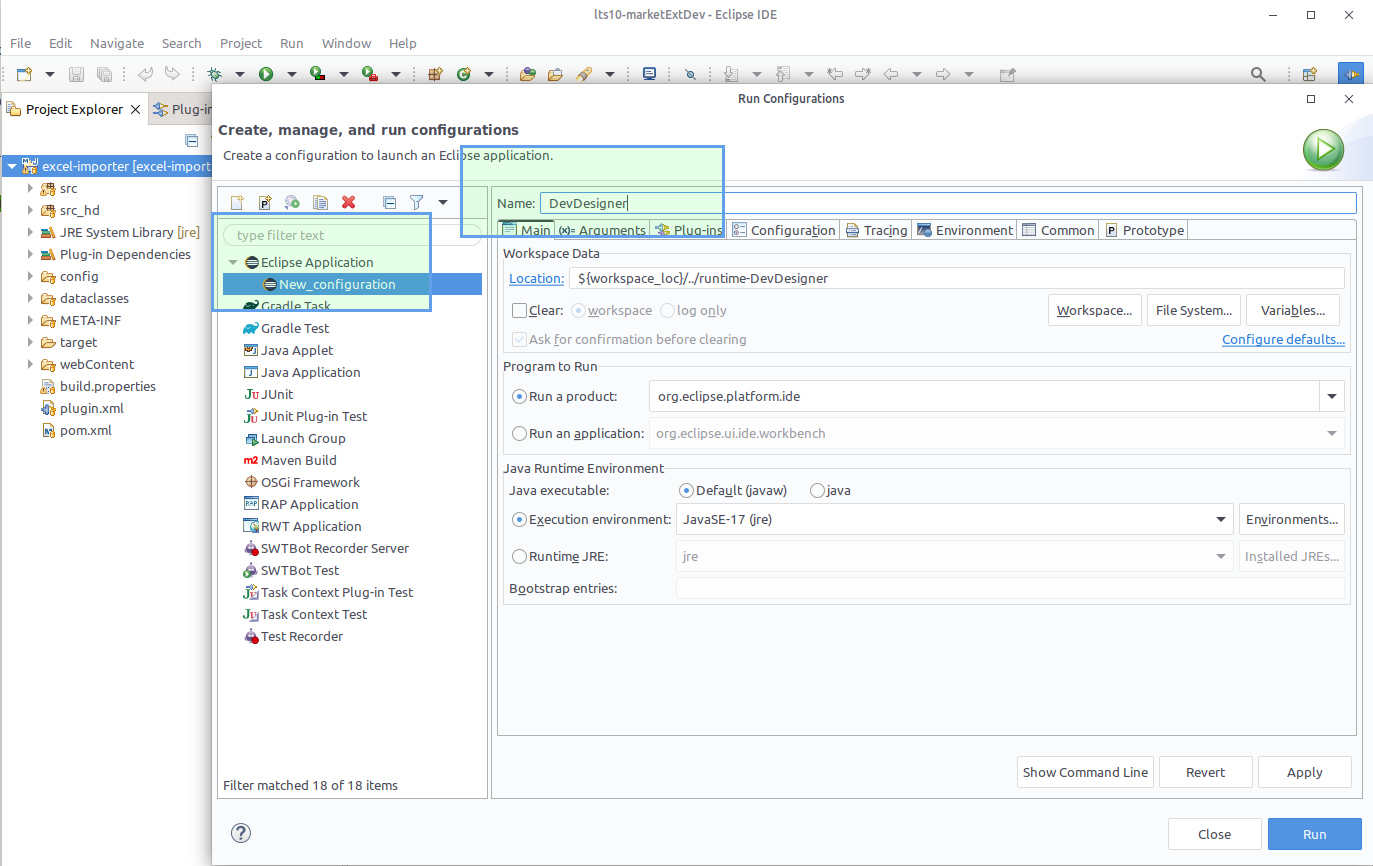 lts10-marketExtDev - Eclipse IDE
File Edit Navigate Search Project Run Window Help
Project Explorer Plug-in
Run Configurations
Create, manage, and run configurations
Create a configuration to launch an Eclipse application.
excel-importer [excel-import
src
src_hd
JRE System Library [jre]
Plug-in Dependencies
config
dataclasses
META-INF
target
webContent
build.properties
plugin.xml
pom.xml
type filter text
Eclipse Application
New_configuration
Gradle Task
Gradle Test
Java Applet
Java Application
JUnit
JUnit Plug-in Test
Launch Group
m2 Maven Build
OSGi Framework
RAP Application
RWT Application
SWTBot Recorder Server
SWTBot Test
Task Context Plug-in Test
Task Context Test
Test Recorder
Filter matched 18 of 18 items
Name: DevDesigner
Main Arguments Plug-ins Configuration Tracing Environment Common Prototype
Workspace Data
Location: ${workspace_loc}/../runtime-DevDesigner
Clear: workspace log only Workspace... File System... Variables...
Ask for confirmation before clearing Configure defaults...
Program to Run
Run a product: org.eclipse.platform.ide
Run an application: org.eclipse.ui.ide.workbench
Java Runtime Environment
Java executable: Default (javaw) java
Execution environment: JavaSE-17 (jre) Environments...
Runtime JRE: jre Installed JREs...
Bootstrap entries:
Show Command Line Revert Apply
Close Run